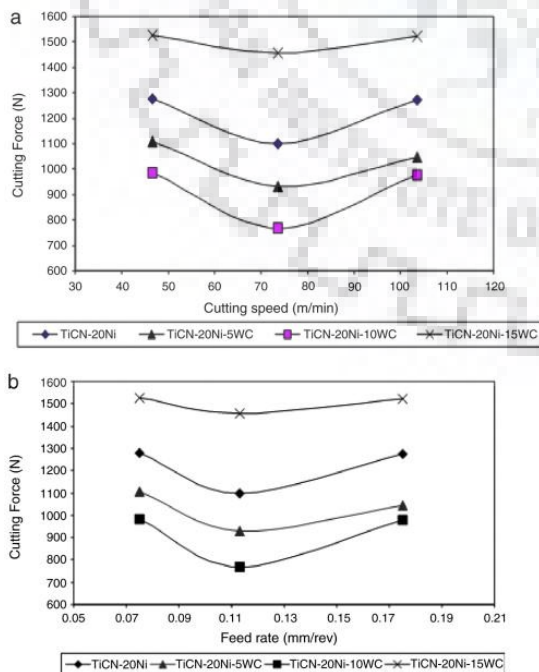 a
1600
1500
1400
1300
1200
1100
1000
900
800
700
600
Cutting Force (N)
30 40 50 60 70 80 90 100 110 120
Cutting speed (m/min)
TiCN-20Ni TiCN-20Ni-5WC TiCN-20Ni-10WC TiCN-20Ni-15WC
b
1600
1500
1400
1300
1200
1100
1000
900
800
700
600
Cutting Force (N)
0.05 0.07 0.09 0.11 0.13 0.15 0.17 0.19 0.21
Feed rate (mm/rev)
TiCN-20Ni TiCN-20Ni-5WC TiCN-20Ni-10WC TiCN-20Ni-15WC